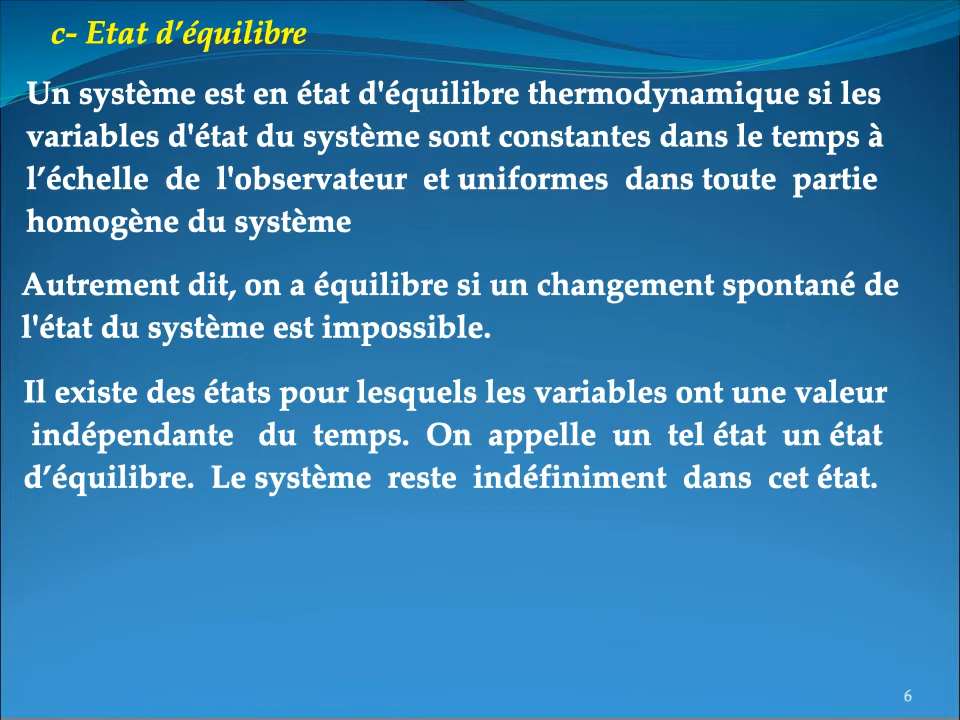 c- Etat d’équilibre
Un système est en état d'équilibre thermodynamique si les
variables d'état du système sont constantes dans le temps à
l’échelle de l'observateur et uniformes dans toute partie
homogène du système
Autrement dit, on a équilibre si un changement spontané de
l'état du système est impossible.
Il existe des états pour lesquels les variables ont une valeur
indépendante du temps. On appelle un tel état un état
d’équilibre. Le système reste indéfiniment dans cet état.
6